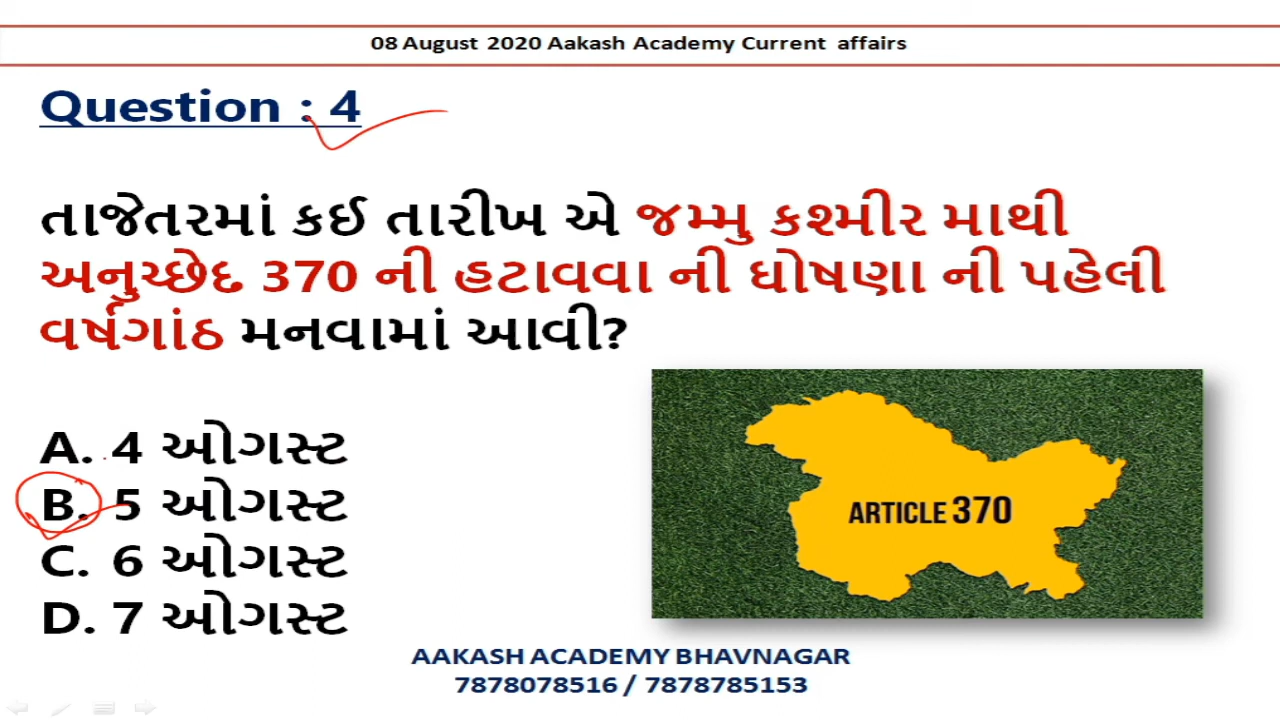 08 August 2020 Aakash Academy Current affairs
Question : 4
તાજેતરમાં કઈ તારીખ એ જમ્મુ કશ્મીર માથી
અનુચ્છેદ 370 ની હટાવવા ની ઘોષણા ની પહેલી
વર્ષગાંઠ મનવામાં આવી?
A. 4 ઓગસ્ટ
B. 5 ઓગસ્ટ
C. 6 ઓગસ્ટ
D. 7 ઓગસ્ટ
ARTICLE 370
AAKASH ACADEMY BHAVNAGAR
7878078516 / 7878785153